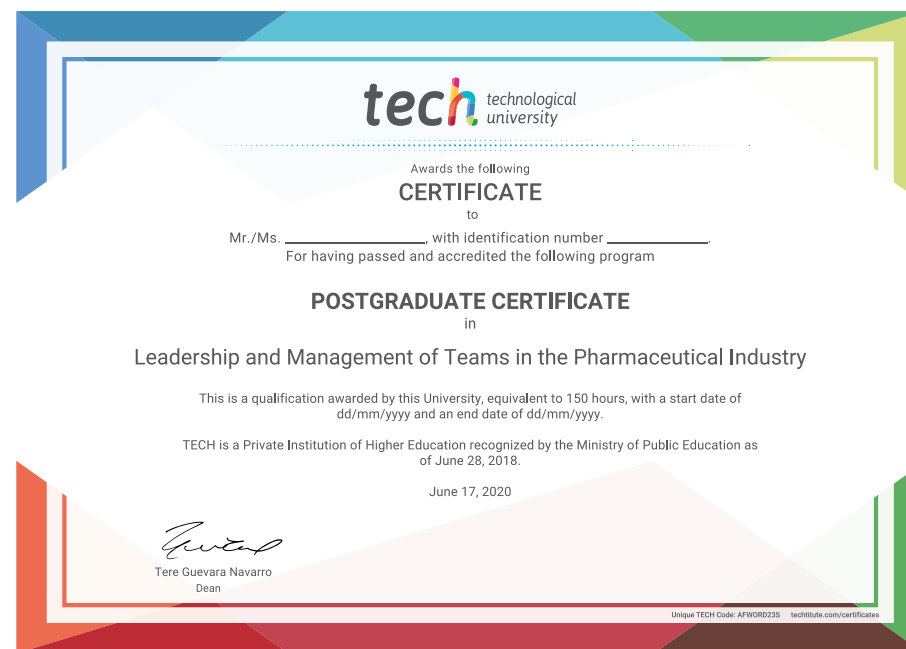 tech technological
university
Awards the following
CERTIFICATE
to
Mr./Ms. ____________________, with identification number ______________.
For having passed and accredited the following program
POSTGRADUATE CERTIFICATE
in
Leadership and Management of Teams in the Pharmaceutical Industry
This is a qualification awarded by this University, equivalent to 150 hours, with a start date of
dd/mm/yyyy and an end date of dd/mm/yyyy.
TECH is a Private Institution of Higher Education recognized by the Ministry of Public Education as
of June 28, 2018.
June 17, 2020
Tere Guevara Navarro
Dean
Unique TECH Code: AFWORD23S techtitute.com/certificates